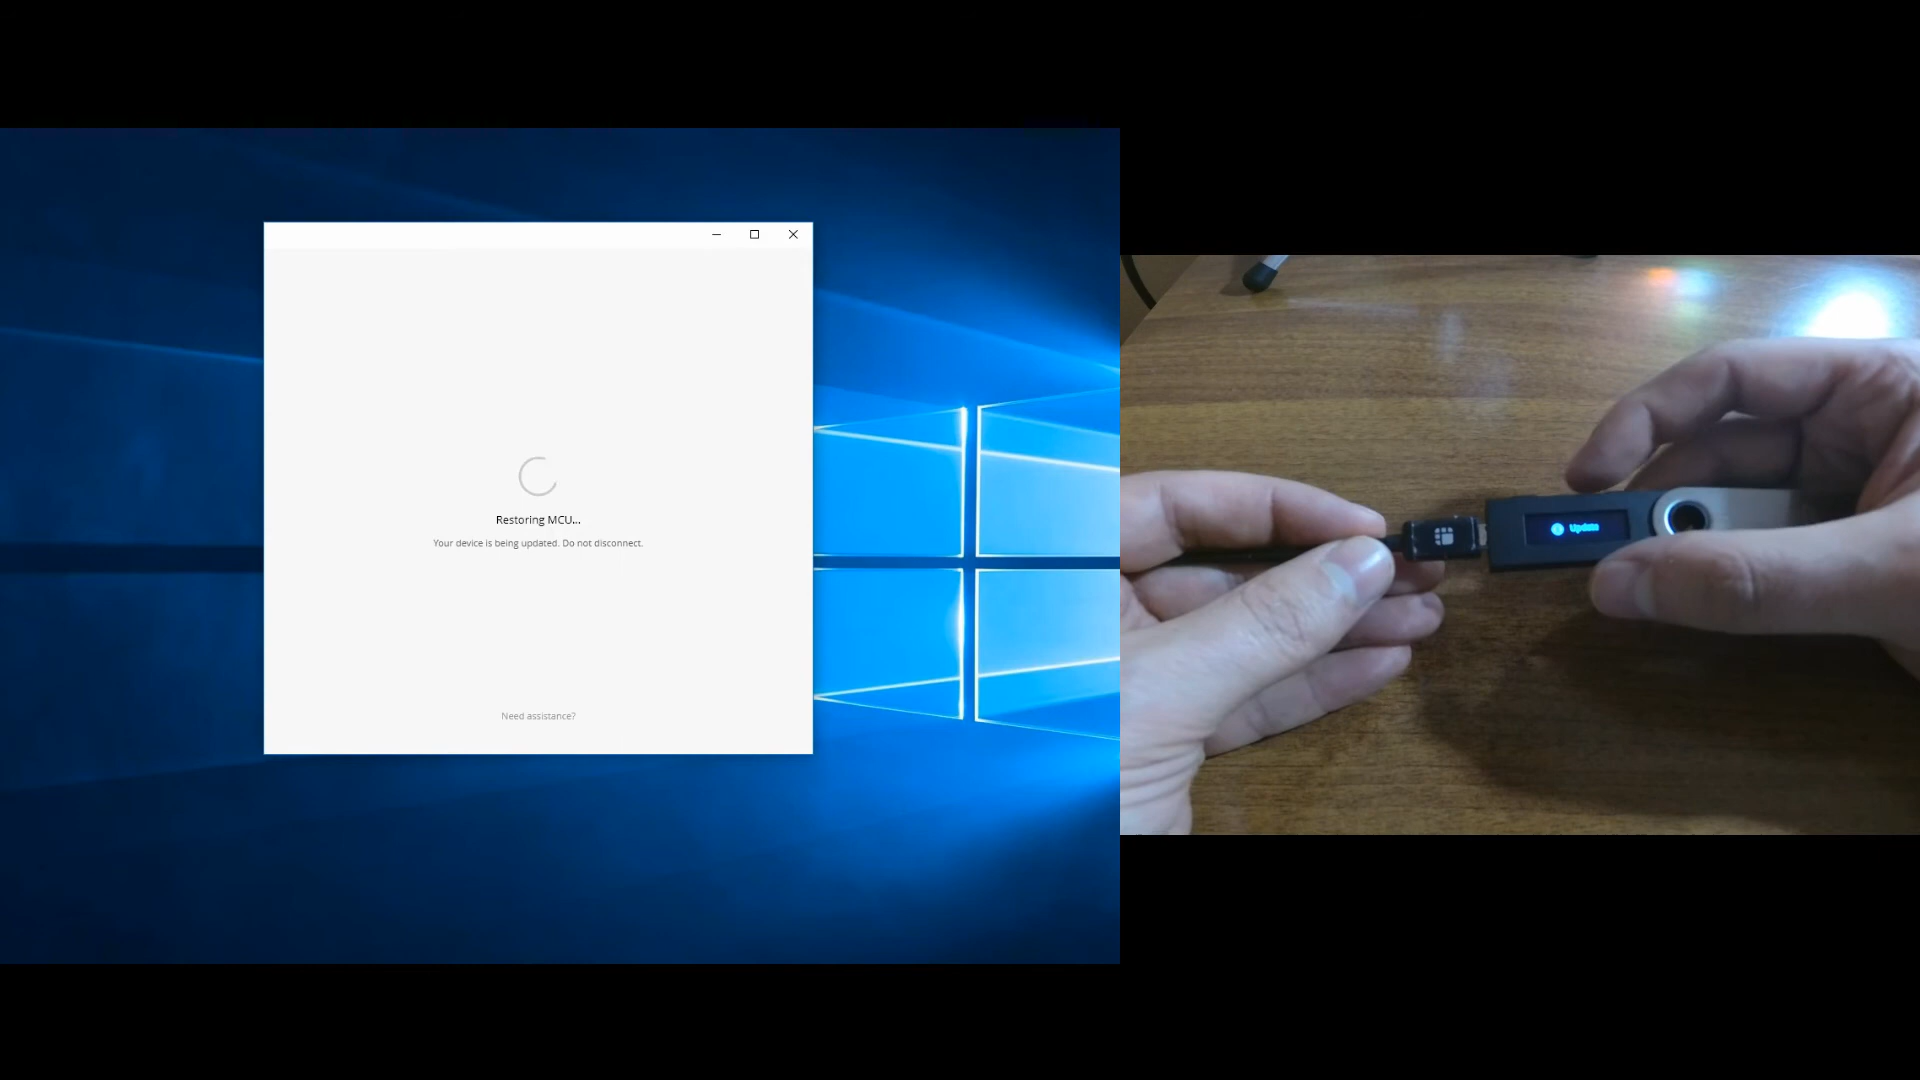 Restoring MCU...
Your device is being updated. Do not disconnect.
Need assistance?
Update